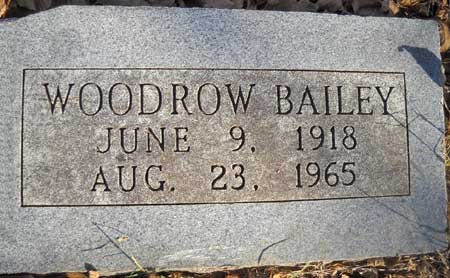 WOODROW BAILEY
JUNE 9, 1918
AUG. 23, 1965